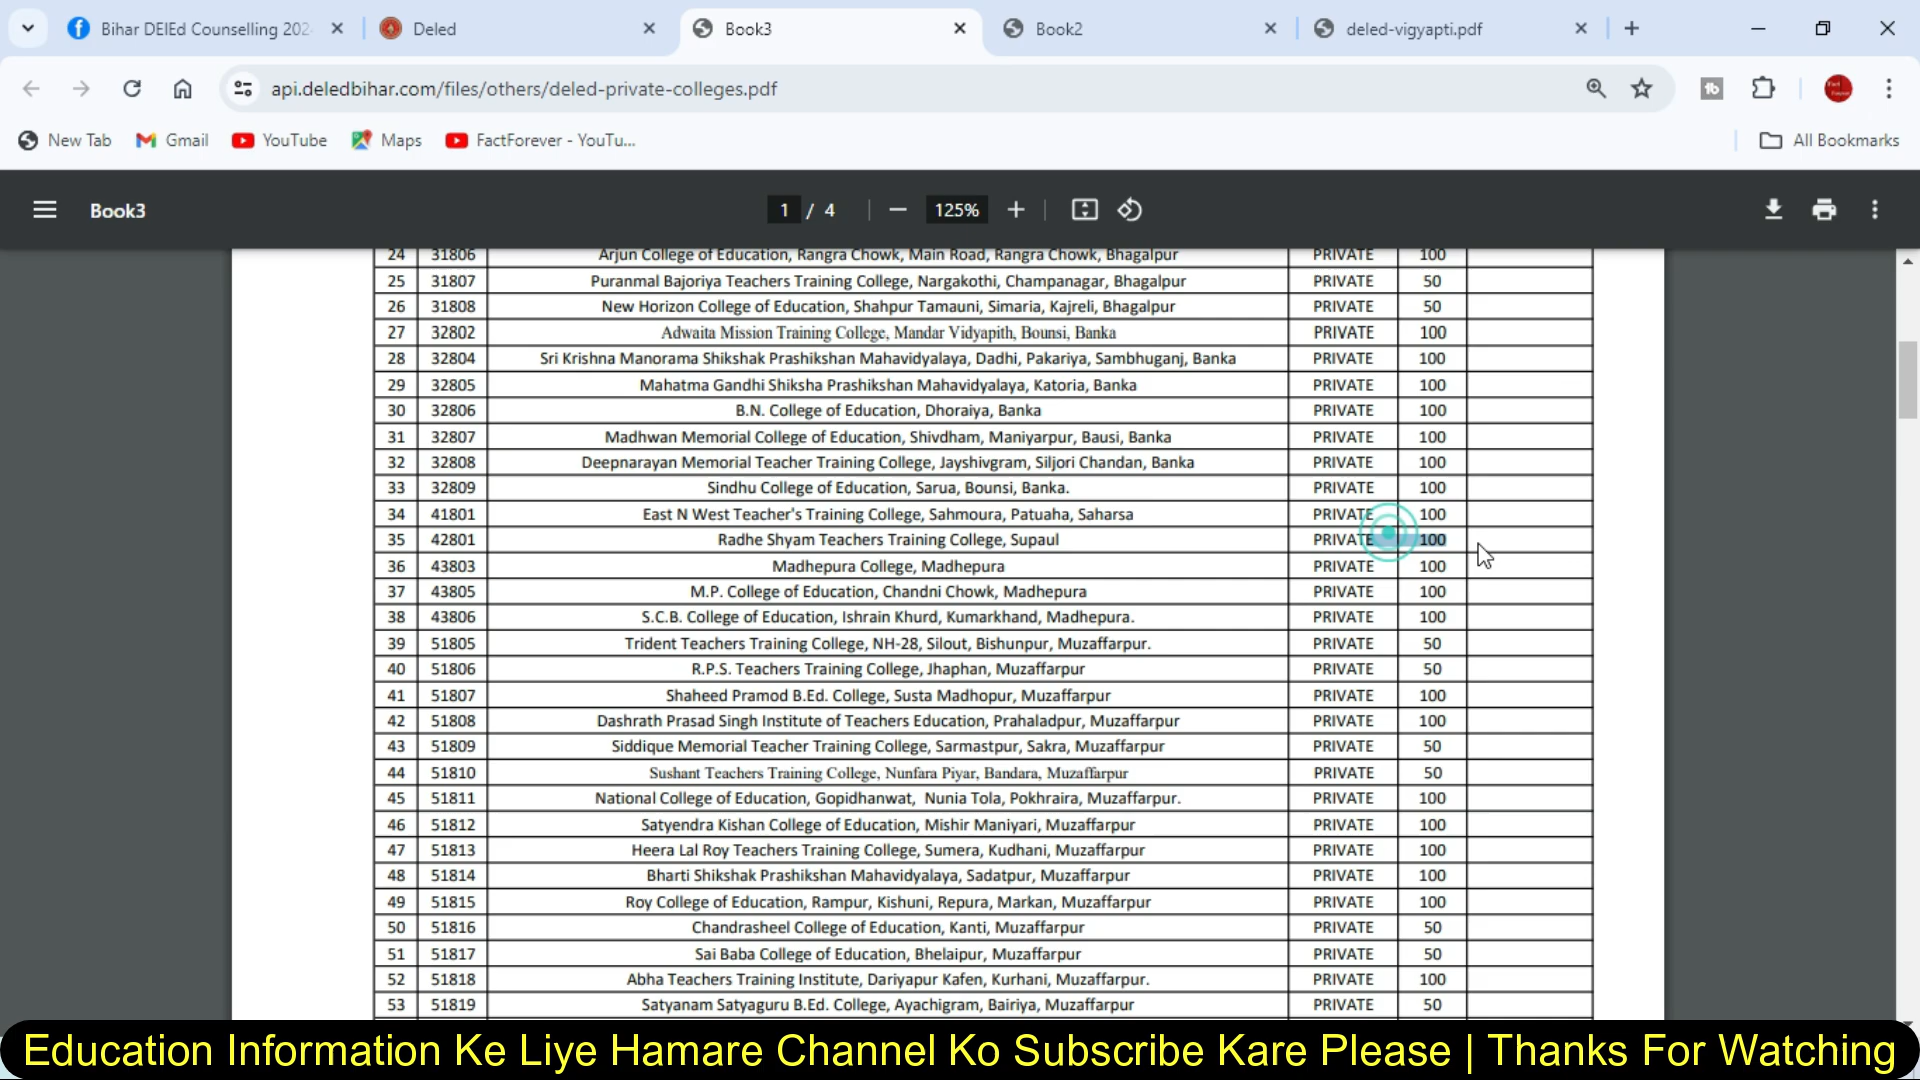 Bihar DElEd Counselling 202
Deled
Book3
Book2
deled-vigyapti.pdf
api.deledbihar.com/files/others/deled-private-colleges.pdf
New Tab
Gmail
YouTube
Maps
FactForever - YouTu...
All Bookmarks
Book3
1 / 4
125%
24 31806 Arjun College of Education, Rangra Chowk, Main Road, Rangra Chowk, Bhagalpur PRIVATE 100
25 31807 Puranmal Bajoriya Teachers Training College, Nargakothi, Champanagar, Bhagalpur PRIVATE 50
26 31808 New Horizon College of Education, Shahpur Tamauni, Simaria, Kajreli, Bhagalpur PRIVATE 50
27 32802 Adwaita Mission Training College, Mandar Vidyapith, Bounsi, Banka PRIVATE 100
28 32804 Sri Krishna Manorama Shikshak Prashikshan Mahavidyalaya, Dadhi, Pakariya, Sambhuganj, Banka PRIVATE 100
29 32805 Mahatma Gandhi Shiksha Prashikshan Mahavidyalaya, Katoria, Banka PRIVATE 100
30 32806 B.N. College of Education, Dhoraiya, Banka PRIVATE 100
31 32807 Madhwan Memorial College of Education, Shivdham, Maniyarpur, Bausi, Banka PRIVATE 100
32 32808 Deepnarayan Memorial Teacher Training College, Jayshivgram, Siljori Chandan, Banka PRIVATE 100
33 32809 Sindhu College of Education, Sarua, Bounsi, Banka. PRIVATE 100
34 41801 East N West Teacher's Training College, Sahmoura, Patuaha, Saharsa PRIVATE 100
35 42801 Radhe Shyam Teachers Training College, Supaul PRIVATE 100
36 43803 Madhepura College, Madhepura PRIVATE 100
37 43805 M.P. College of Education, Chandni Chowk, Madhepura PRIVATE 100
38 43806 S.C.B. College of Education, Ishrain Khurd, Kumarkhand, Madhepura. PRIVATE 100
39 51805 Trident Teachers Training College, NH-28, Silout, Bishunpur, Muzaffarpur. PRIVATE 50
40 51806 R.P.S. Teachers Training College, Jhaphan, Muzaffarpur PRIVATE 50
41 51807 Shaheed Pramod B.Ed. College, Susta Madhopur, Muzaffarpur PRIVATE 100
42 51808 Dashrath Prasad Singh Institute of Teachers Education, Prahaladpur, Muzaffarpur PRIVATE 100
43 51809 Siddique Memorial Teacher Training College, Sarmastpur, Sakra, Muzaffarpur PRIVATE 50
44 51810 Sushant Teachers Training College, Nunfara Piyar, Bandara, Muzaffarpur PRIVATE 50
45 51811 National College of Education, Gopidhanwat, Nunia Tola, Pokhraira, Muzaffarpur. PRIVATE 100
46 51812 Satyendra Kishan College of Education, Mishir Maniyari, Muzaffarpur PRIVATE 100
47 51813 Heera Lal Roy Teachers Training College, Sumera, Kudhani, Muzaffarpur PRIVATE 100
48 51814 Bharti Shikshak Prashikshan Mahavidyalaya, Sadatpur, Muzaffarpur PRIVATE 100
49 51815 Roy College of Education, Rampur, Kishuni, Repura, Markan, Muzaffarpur PRIVATE 100
50 51816 Chandrasheel College of Education, Kanti, Muzaffarpur PRIVATE 50
51 51817 Sai Baba College of Education, Bhelaipur, Muzaffarpur PRIVATE 50
52 51818 Abha Teachers Training Institute, Dariyapur Kafen, Kurhani, Muzaffarpur. PRIVATE 100
53 51819 Satyanam Satyaguru B.Ed. College, Ayachigram, Bairiya, Muzaffarpur PRIVATE 50
Education Information Ke Liye Hamare Channel Ko Subscribe Kare Please | Thanks For Watching